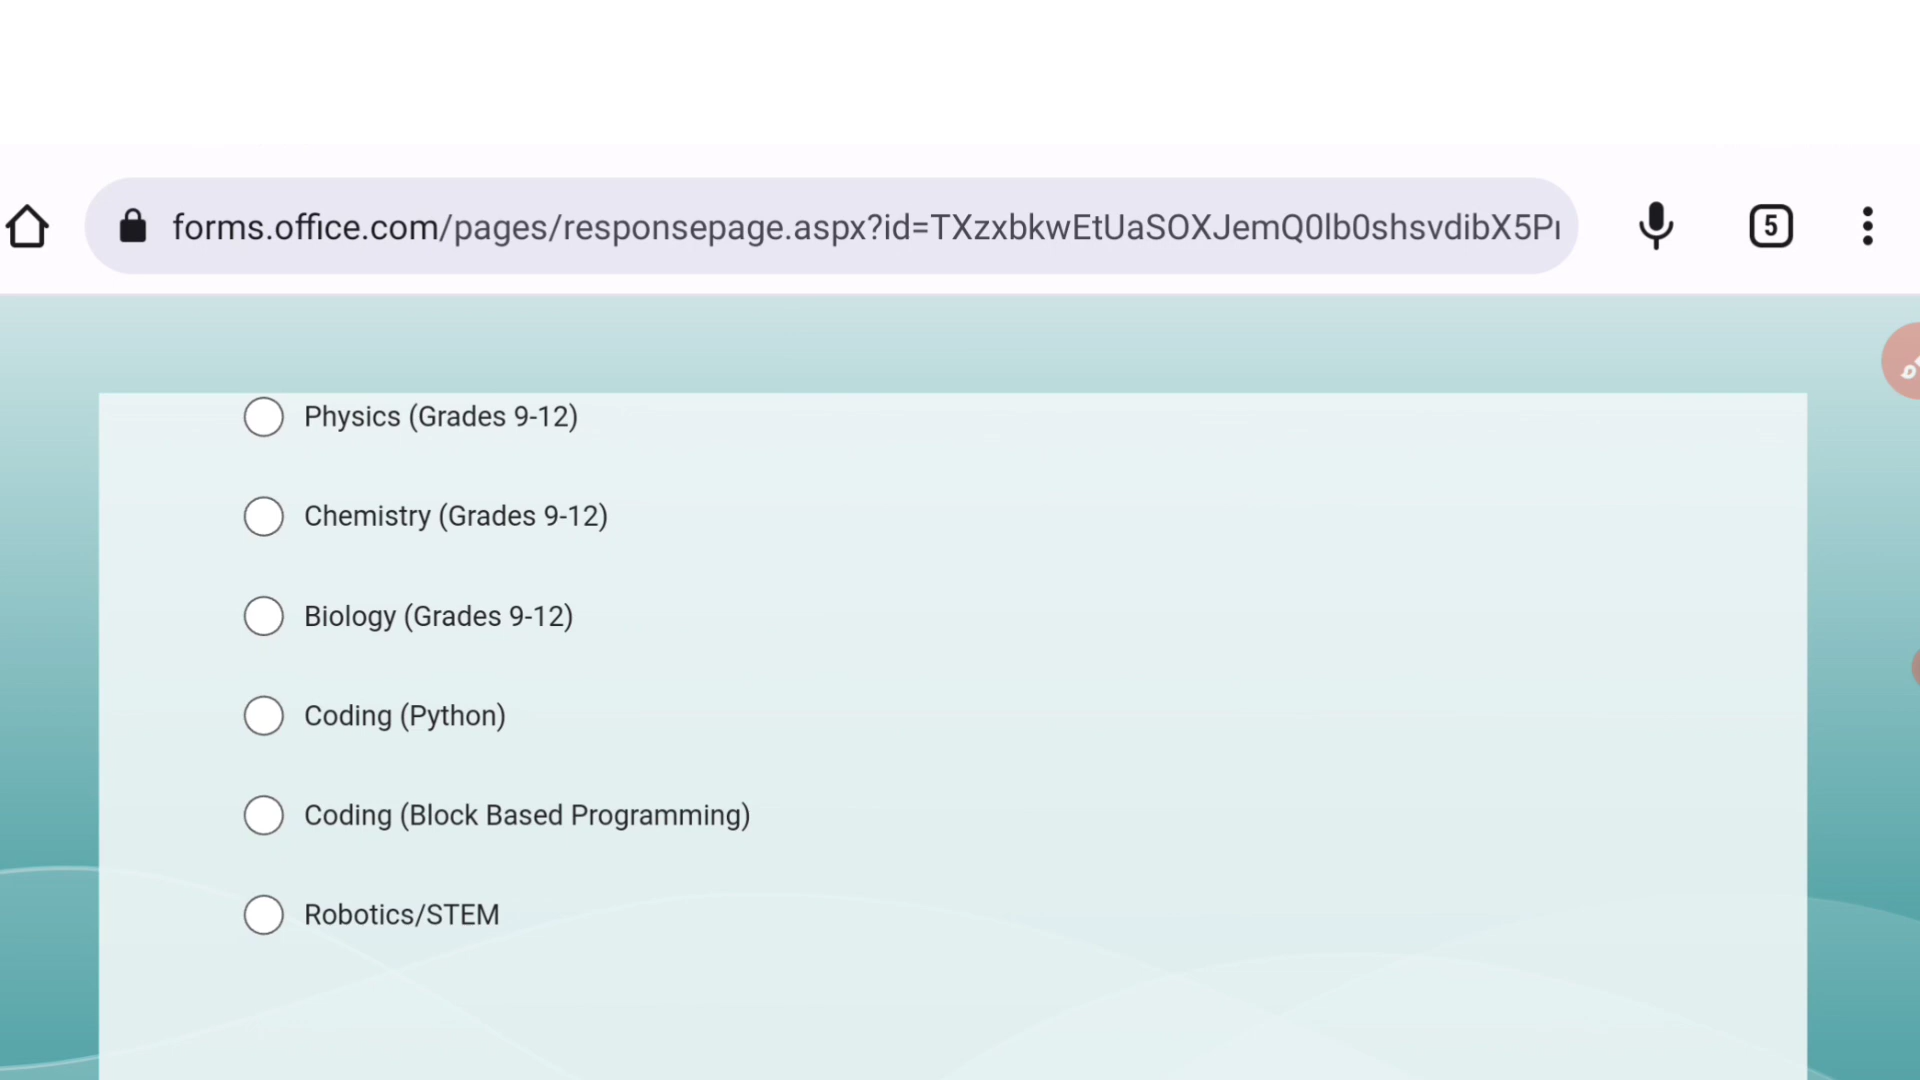 forms.office.com/pages/responsepage.aspx?id=TXzxbkwEtUaSOXJemQ0lb0shsvdibX5P
5
Physics (Grades 9-12)
Chemistry (Grades 9-12)
Biology (Grades 9-12)
Coding (Python)
Coding (Block Based Programming)
Robotics/STEM